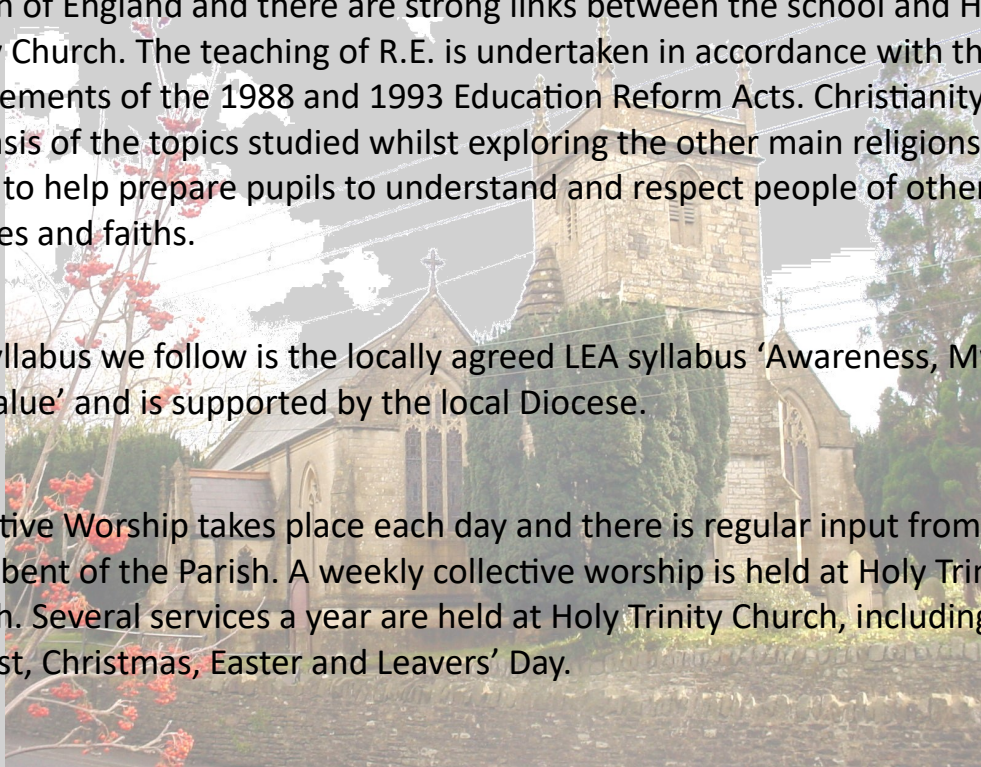 n of England and there are strong links between the school and H
y Church. The teaching of R.E. is undertaken in accordance with th
ements of the 1988 and 1993 Education Reform Acts. Christianity
sis of the topics studied whilst exploring the other main religions
to help prepare pupils to understand and respect people of other
es and faiths.
yllabus we follow is the locally agreed LEA syllabus ‘Awareness, My
alue’ and is supported by the local Diocese.
tive Worship takes place each day and there is regular input from
bent of the Parish. A weekly collective worship is held at Holy Trin
h. Several services a year are held at Holy Trinity Church, including
st, Christmas, Easter and Leavers’ Day.